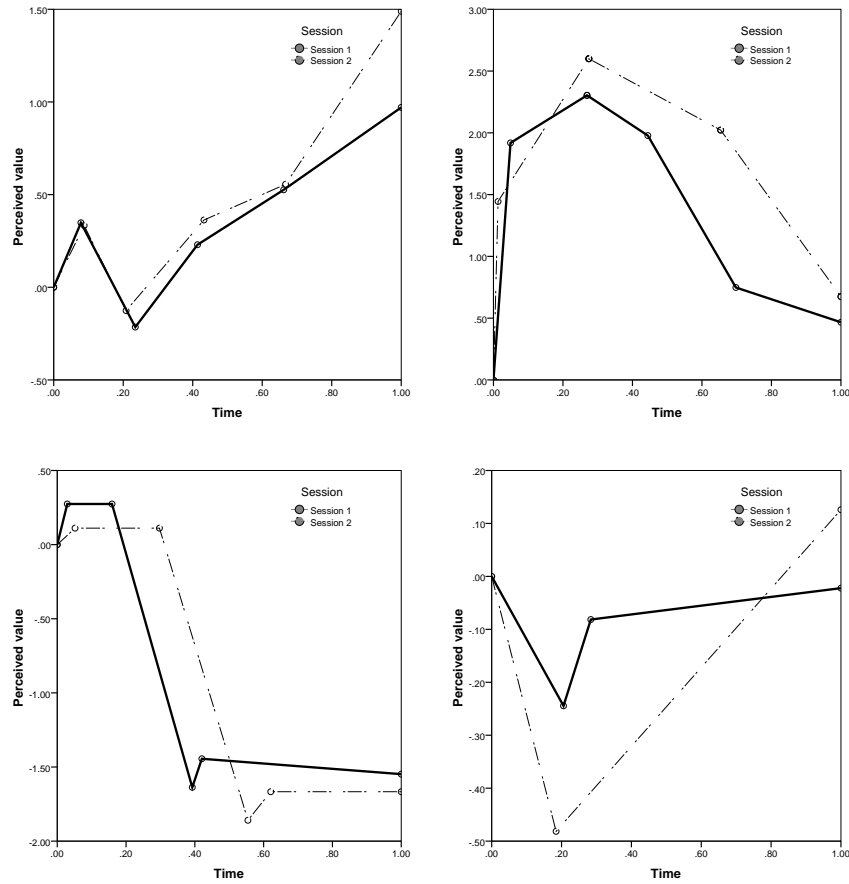 1.50
1.00
.50
.00
-.50
Perceived value
.00 .20 .40 .60 .80 1.00
Time
Session
Session 1
Session 2
3.00
2.50
2.00
1.50
1.00
.50
.00
Perceived value
.00 .20 .40 .60 .80 1.00
Time
Session
Session 1
Session 2
.50
.00
-.50
-1.00
-1.50
-2.00
Perceived value
.00 .20 .40 .60 .80 1.00
Time
Session
Session 1
Session 2
.20
.10
.00
-.10
-.20
-.30
-.40
-.50
Perceived value
.00 .20 .40 .60 .80 1.00
Time
Session
Session 1
Session 2